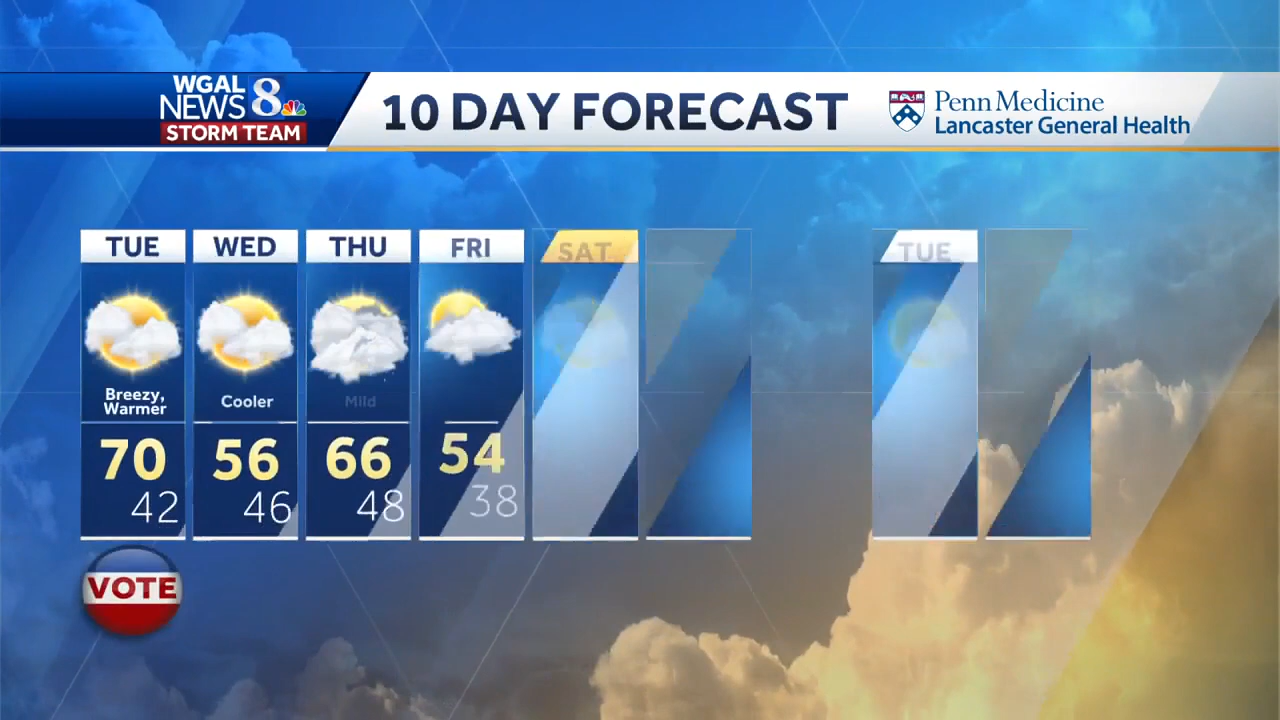 WGAL
NEWS 8
STORM TEAM
10 DAY FORECAST
Penn Medicine
Lancaster General Health
TUE
WED
THU
FRI
SAT
TUE
Breezy,
Warmer
Cooler
Mild
70
56
66
54
42
46
48
38
VOTE